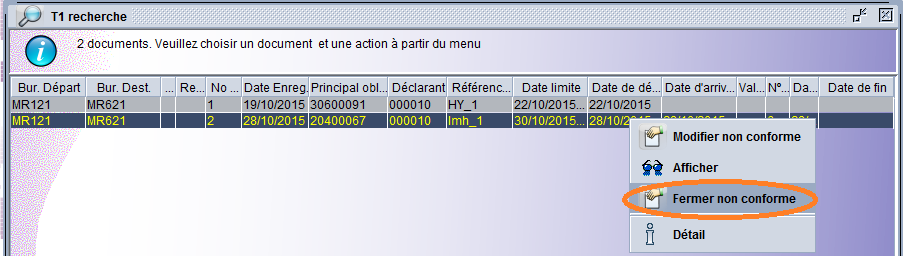 T1 recherche
2 documents. Veuillez choisir un document et une action à partir du menu
Bur. Départ Bur. Dest. ... Re... No ... Date Enreg. Principal obl... Déclarant Référenc... Date limite Date de dé... Date d'arriv... Val... N°... Da... Date de fin
MR121 MR621 1 19/10/2015 30600091 000010 HY_1 22/10/2015... 22/10/2015
MR121 MR621 2 28/10/2015 20400067 000010 Imh_1 30/10/2015... 28/10/2015
Modifier non conforme
Afficher
Fermer non conforme
Détail